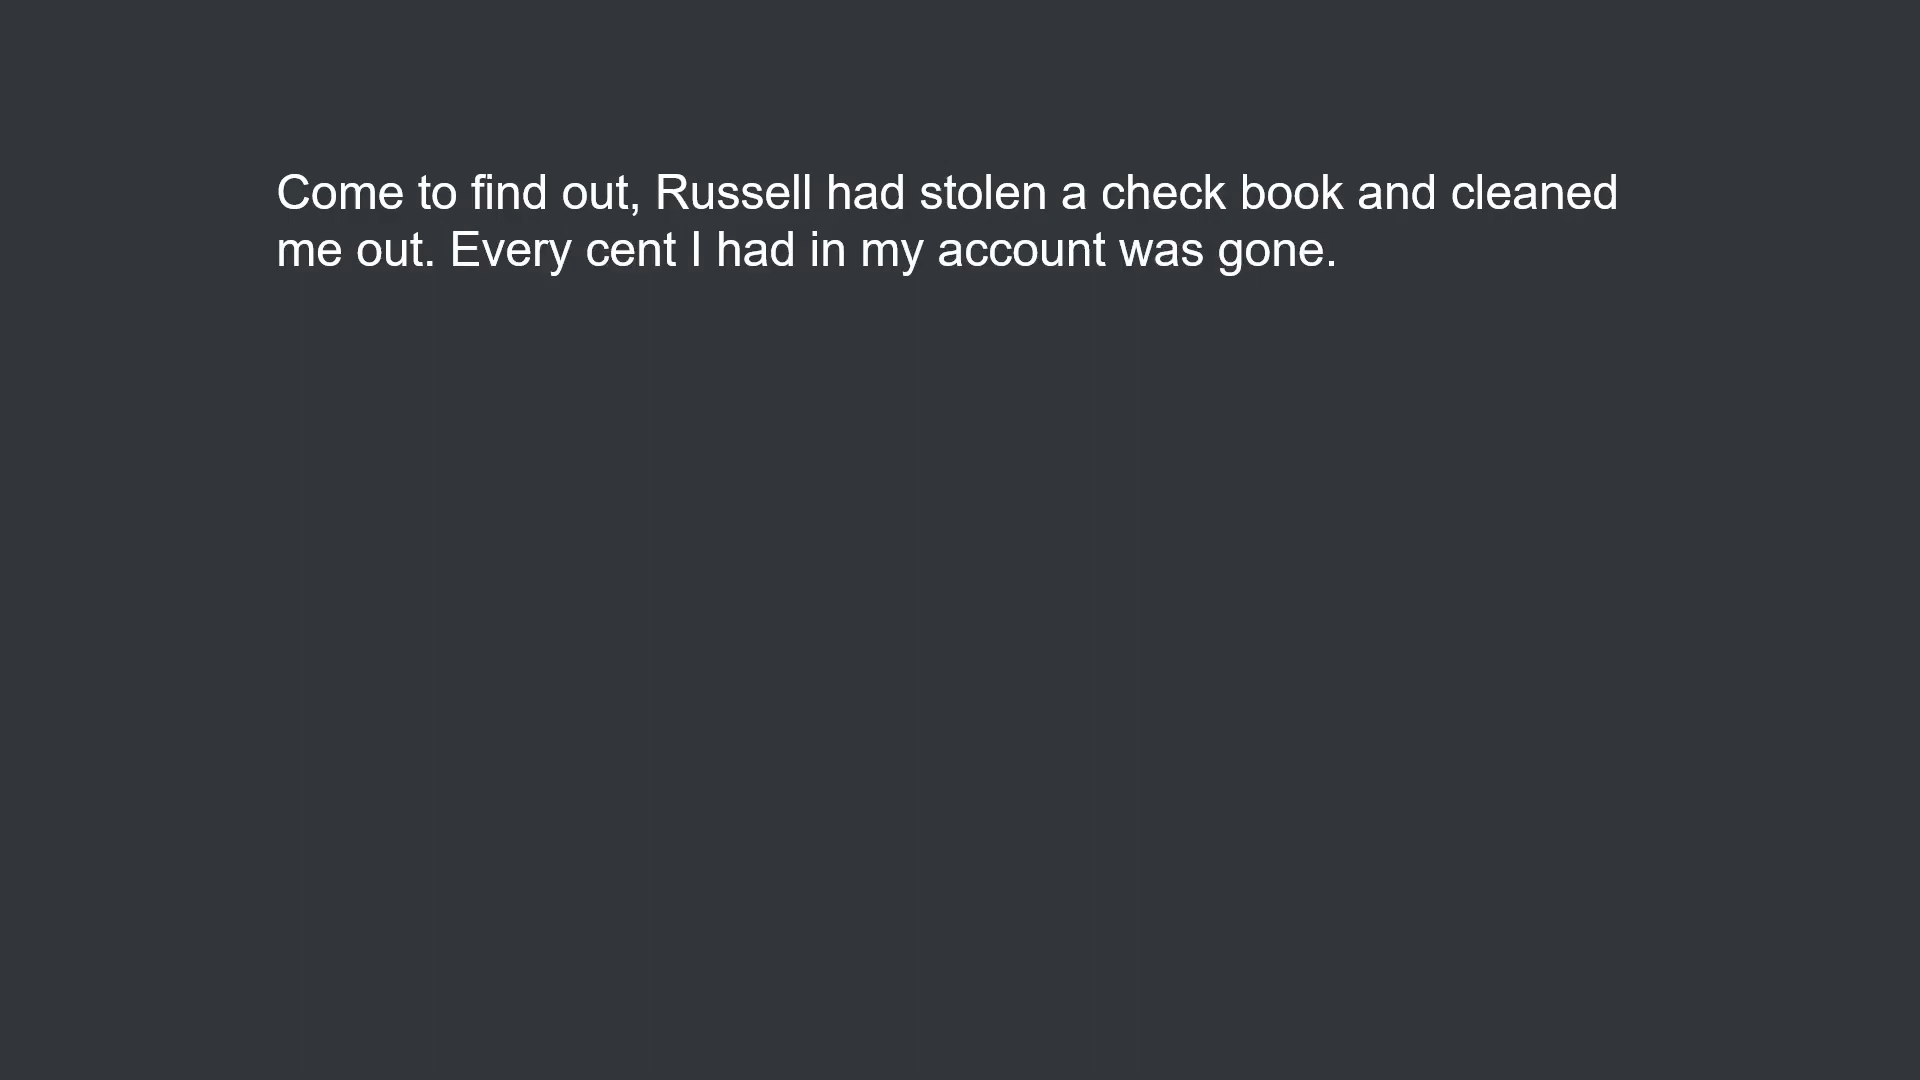 Come to find out, Russell had stolen a check book and cleaned
me out. Every cent I had in my account was gone.